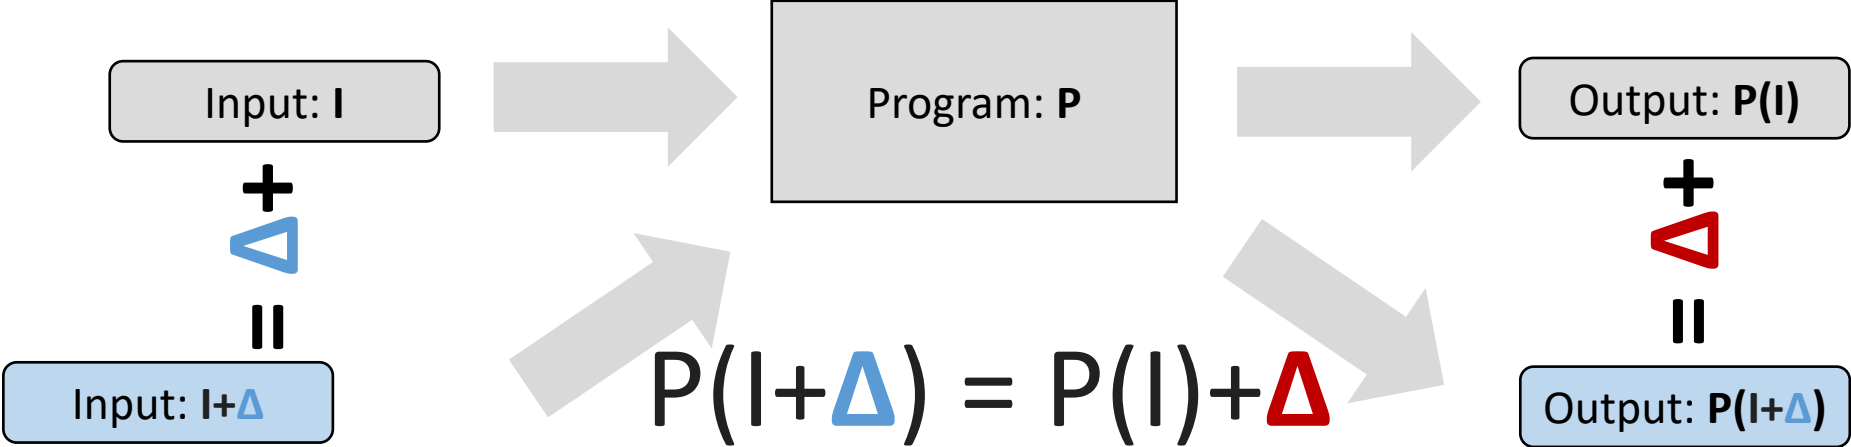 Input: I
Program: P
Output: P(I)
+
+
Δ
Δ
=
=
Input: I+Δ
P(I+Δ) = P(I)+Δ
Output: P(I+Δ)